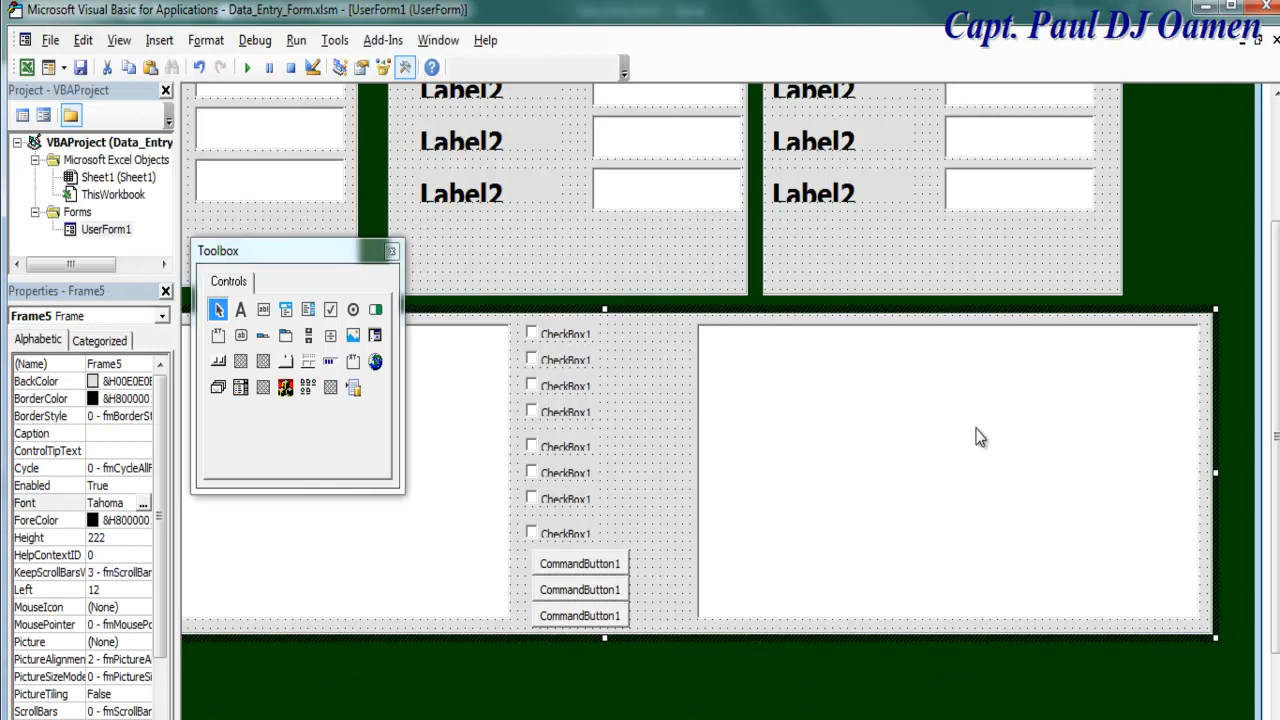 Microsoft Visual Basic for Applications - Data_Entry_Form.xlsm - [UserForm1 (UserForm)]
Capt. Paul DJ Oamen
File Edit View Insert Format Debug Run Tools Add-Ins Window Help
Project - VBAProject
VBAProject (Data_Entry
Microsoft Excel Objects
Sheet1 (Sheet1)
ThisWorkbook
Forms
UserForm1
Properties - Frame5
Frame5 Frame
Alphabetic Categorized
(Name) Frame5
BackColor &H00E0E0E
BorderColor &H800000
BorderStyle 0 - fmBorderSt
Caption
ControlTipText
Cycle 0 - fmCycleAllF
Enabled True
Font Tahoma ...
ForeColor &H800000
Height 222
HelpContextID 0
KeepScrollBarsV 3 - fmScrollBar
Left 12
MouseIcon (None)
MousePointer 0 - fmMousePo
Picture (None)
PictureAlignmen 2 - fmPictureA
PictureSizeMode 0 - fmPictureSi
PictureTiling False
ScrollBars 0 - fmScrollBar
Toolbox
Controls
Label2
Label2
Label2
Label2
Label2
Label2
CheckBox1
CheckBox1
CheckBox1
CheckBox1
CheckBox1
CheckBox1
CheckBox1
CheckBox1
CommandButton1
CommandButton1
CommandButton1